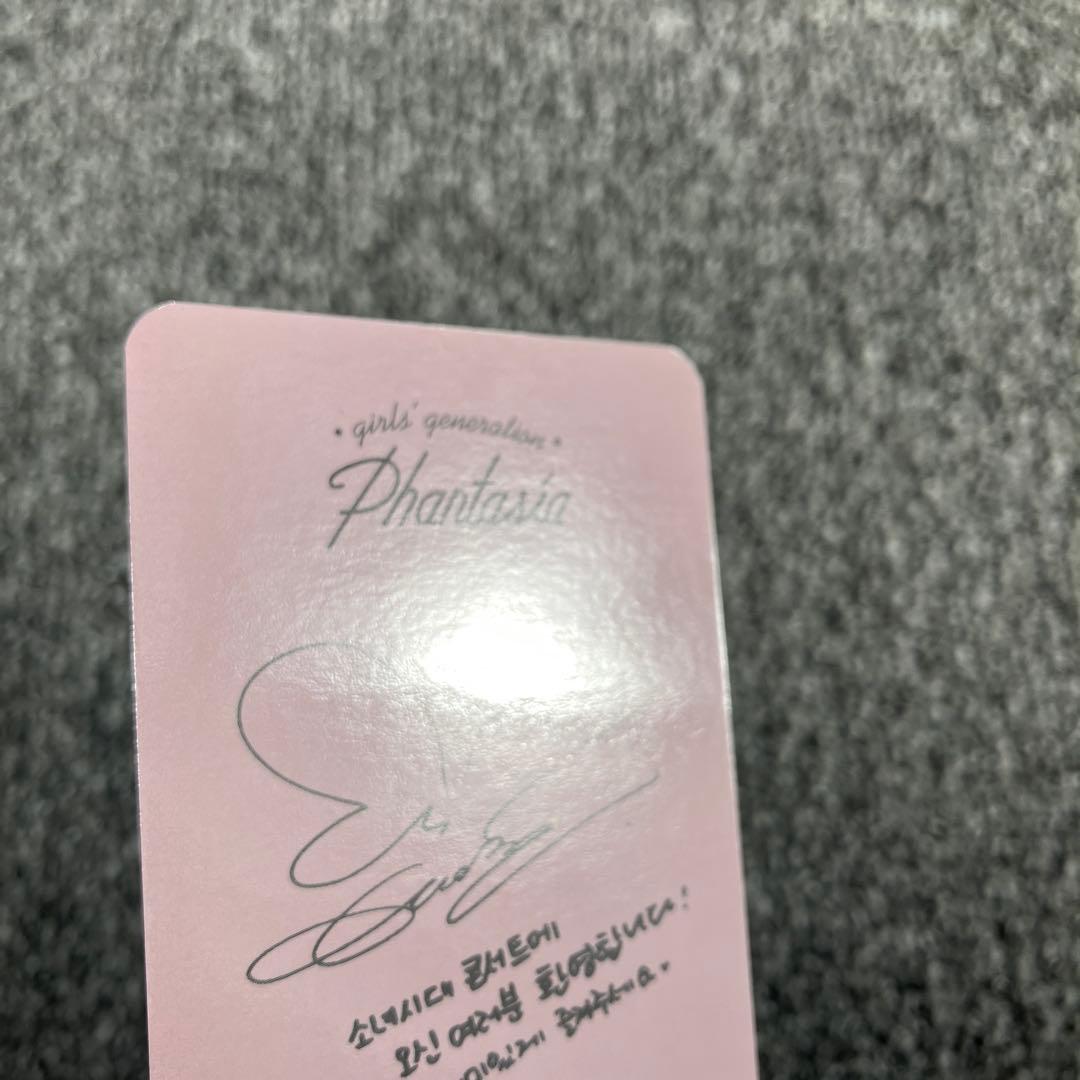 • girls' generation •
Phantasia
소녀시대 콘서트에
오신 여러분 환영합니다!
즐겨주세요.